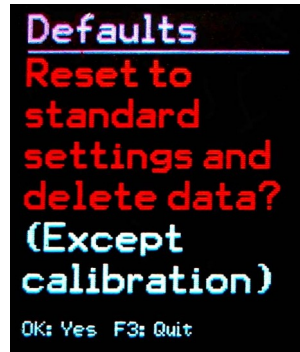 Defaults
Reset to
standard
settings and
delete data?
(Except
calibration)
OK: Yes F3: Quit